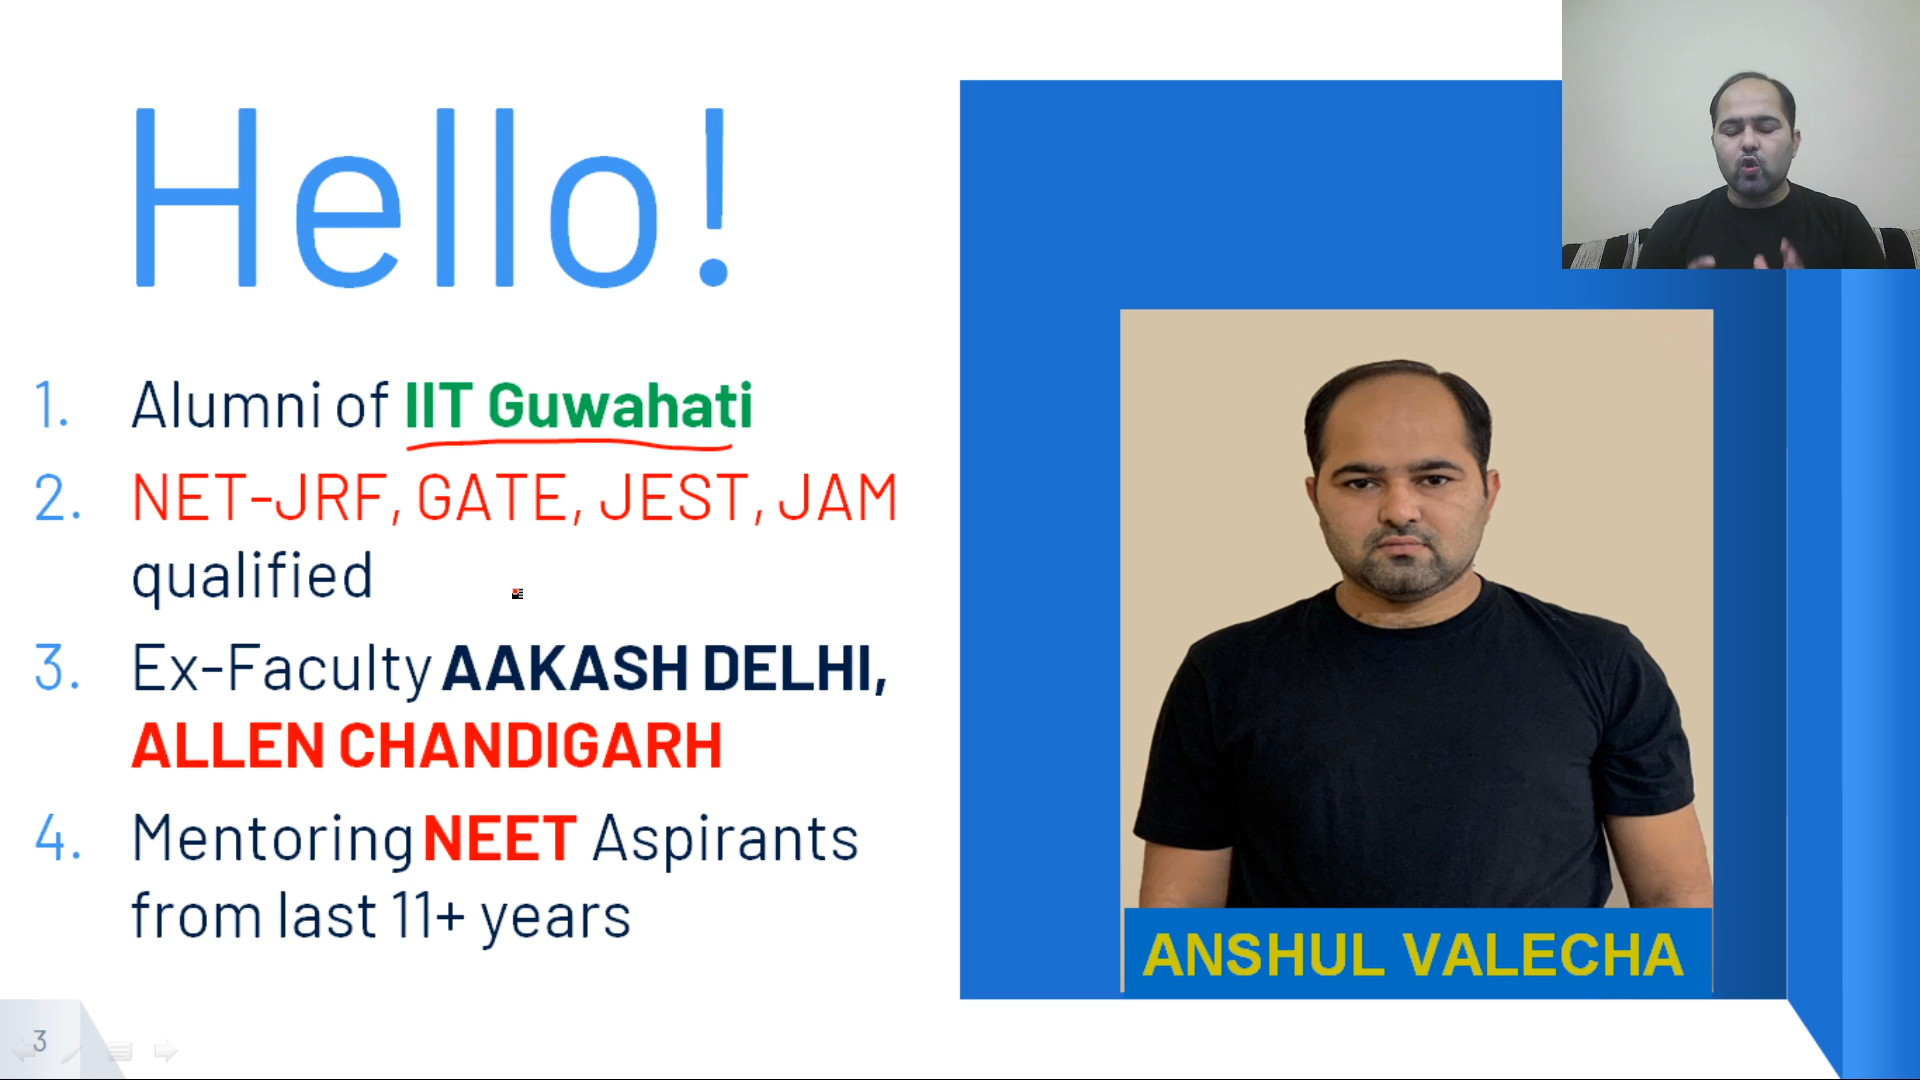 Hello!
1. Alumni of IIT Guwahati
2. NET-JRF, GATE, JEST, JAM
qualified
3. Ex-Faculty AAKASH DELHI,
ALLEN CHANDIGARH
4. Mentoring NEET Aspirants
from last 11+ years
ANSHUL VALECHA
3